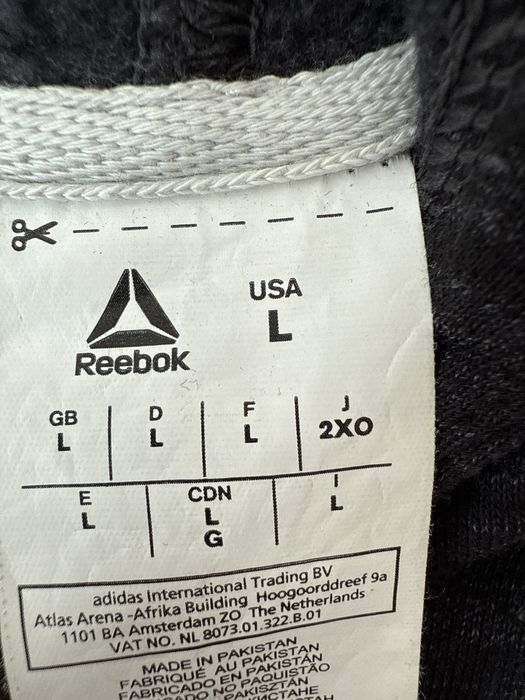 USA
L
Reebok
GB D F J
L L L 2XO
E CDN I
L L L
G
adidas International Trading BV
Atlas Arena -Afrika Building Hoogoorddreef 9a
1101 BA Amsterdam ZO The Netherlands
VAT NO. NL 8073.01.322.B.01
MADE IN PAKISTAN
FABRIQUÉ AU PAKISTAN
FABRICADO EN PAKISTÁN
NO PAQUISTÃO